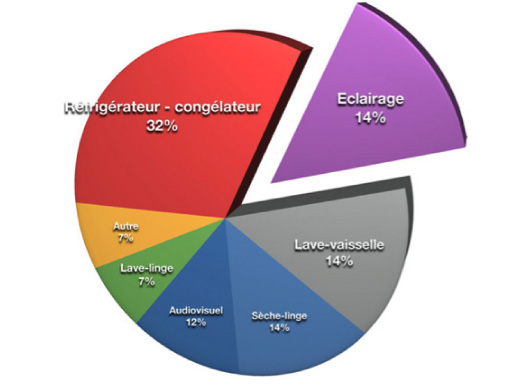 Réfrigérateur - congélateur
32%
Eclairage
14%
Autre
7%
Lave-linge
7%
Audiovisuel
12%
Sèche-linge
14%
Lave-vaisselle
14%